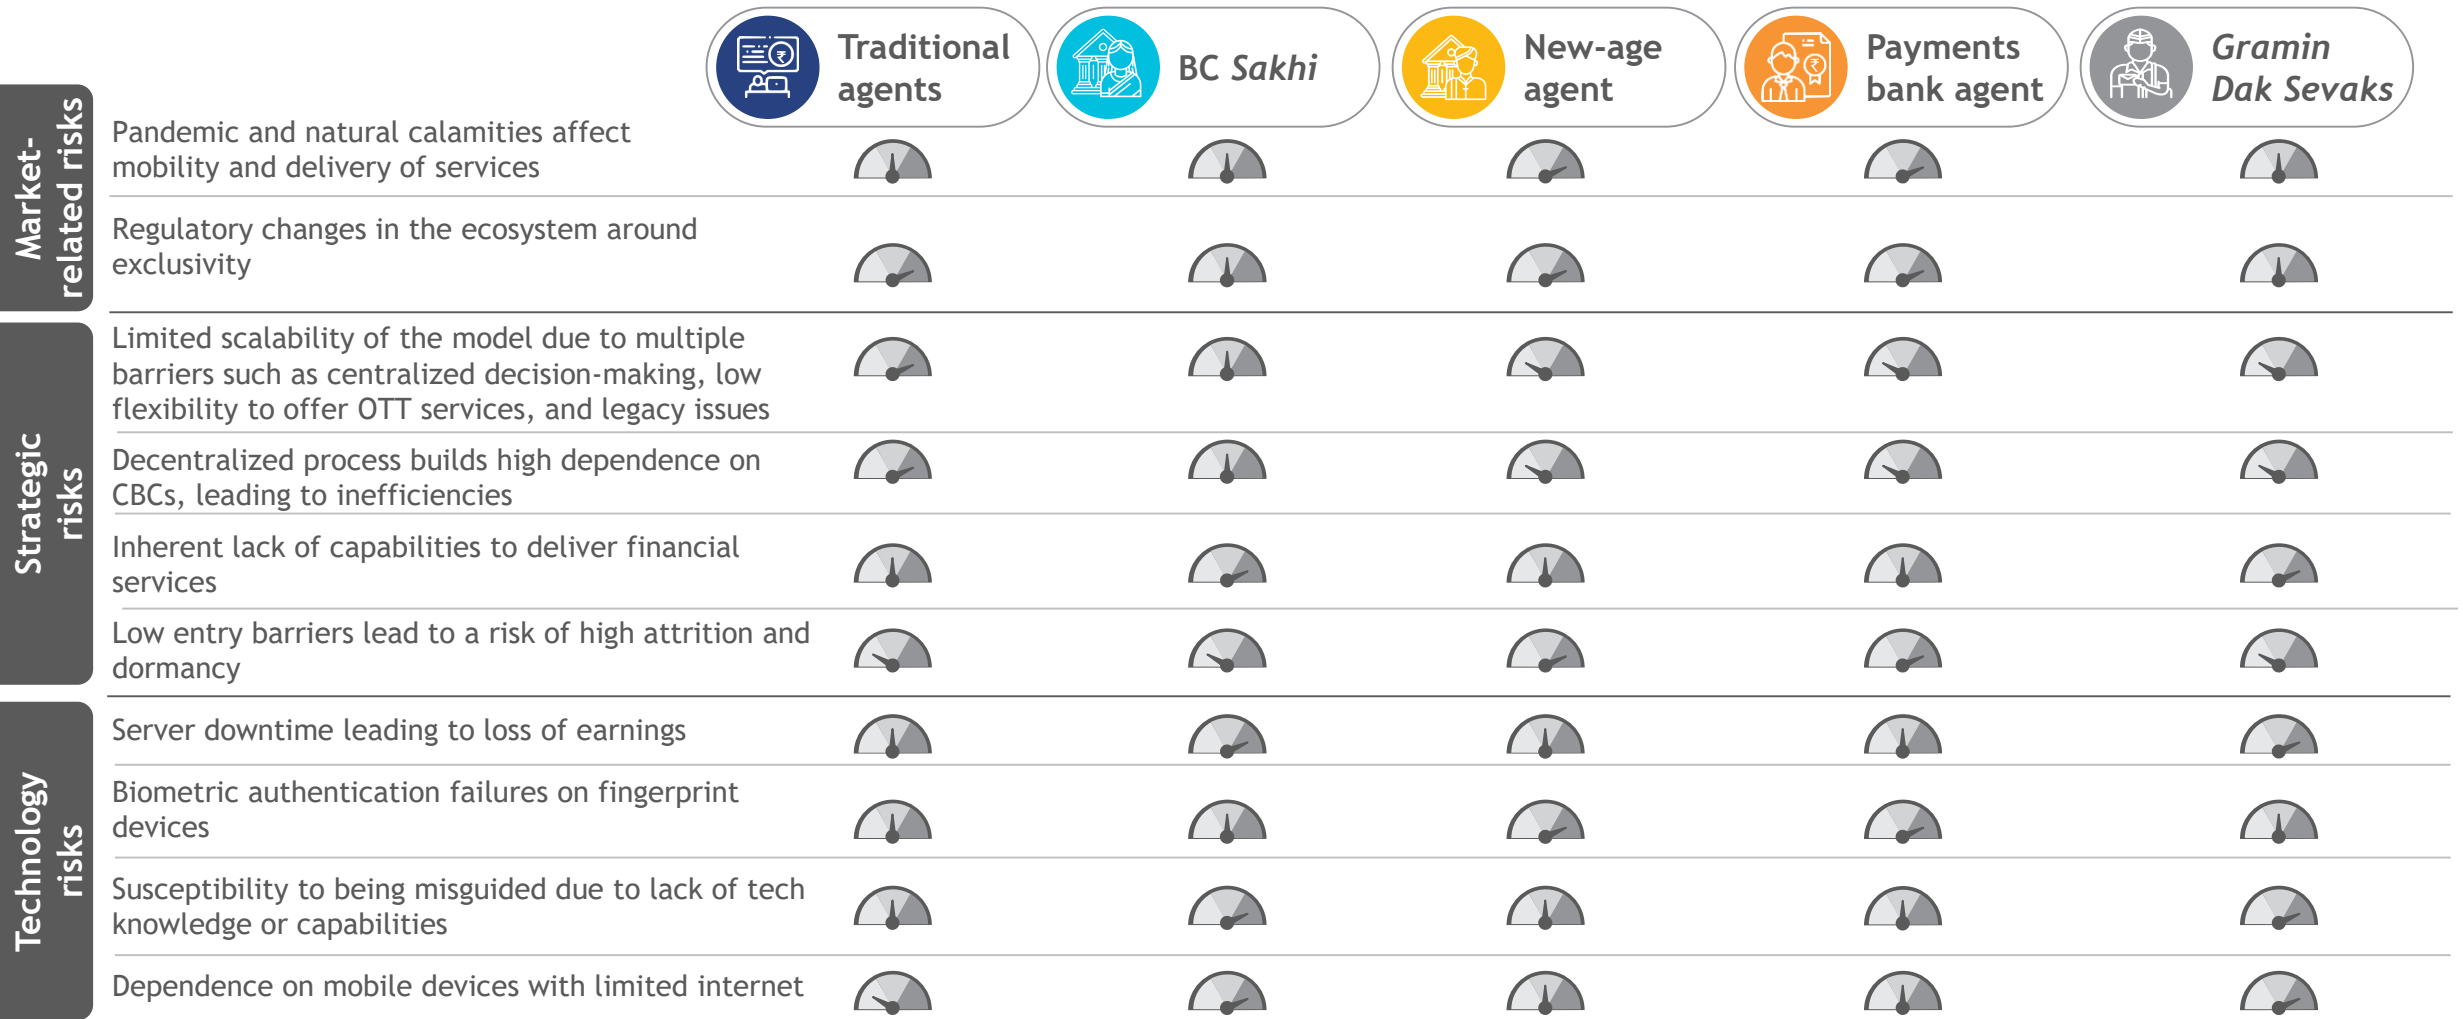 Traditional
agents
BC Sakhi
New-age
agent
Payments
bank agent
Gramin
Dak Sevaks
Market-
related risks
Pandemic and natural calamities affect
mobility and delivery of services
Regulatory changes in the ecosystem around
exclusivity
Strategic
risks
Limited scalability of the model due to multiple
barriers such as centralized decision-making, low
flexibility to offer OTT services, and legacy issues
Decentralized process builds high dependence on
CBCs, leading to inefficiencies
Inherent lack of capabilities to deliver financial
services
Low entry barriers lead to a risk of high attrition and
dormancy
Technology
risks
Server downtime leading to loss of earnings
Biometric authentication failures on fingerprint
devices
Susceptibility to being misguided due to lack of tech
knowledge or capabilities
Dependence on mobile devices with limited internet